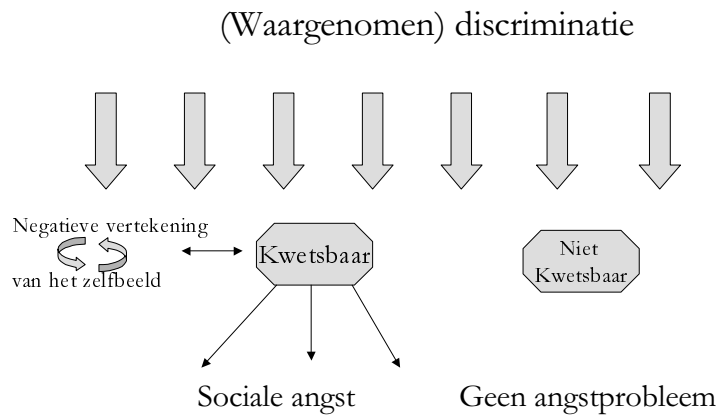 (Waargenomen) discriminatie
Negatieve vertekening
van het zelfbeeld
Kwetsbaar
Niet
Kwetsbaar
Sociale angst
Geen angstprobleem